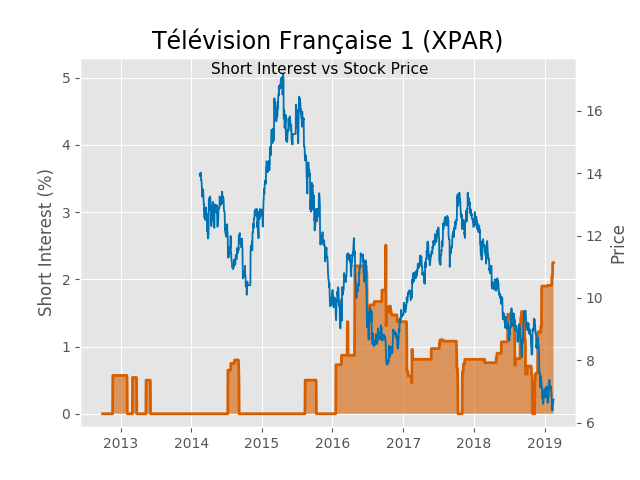 Télévision Française 1 (XPAR)
Short Interest vs Stock Price
Short Interest (%)
5
4
3
2
1
0
16
14
12
10
8
6
Price
2013 2014 2015 2016 2017 2018 2019